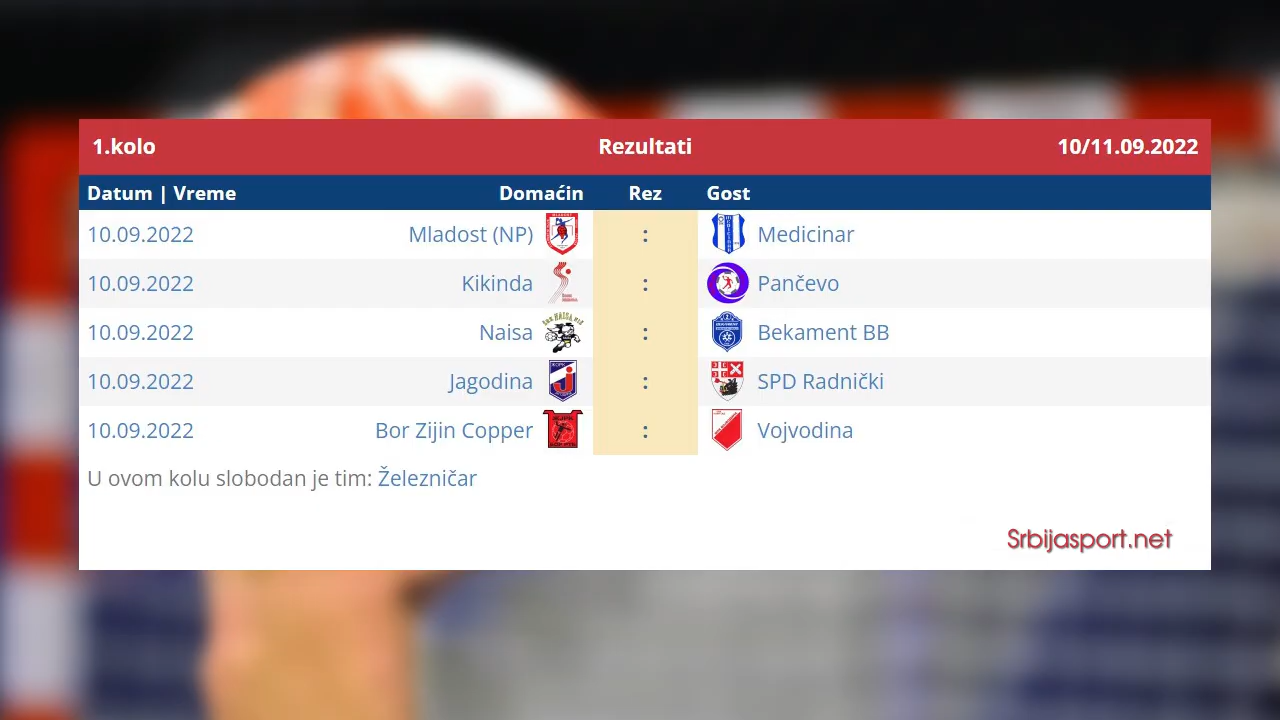 1.kolo Rezultati 10/11.09.2022
Datum | Vreme Domaćin Rez Gost
10.09.2022 Mladost (NP) : Medicinar
10.09.2022 Kikinda : Pančevo
10.09.2022 Naisa : Bekament BB
10.09.2022 Jagodina : SPD Radnički
10.09.2022 Bor Zijin Copper : Vojvodina
U ovom kolu slobodan je tim: Železničar
Srbijasport.net